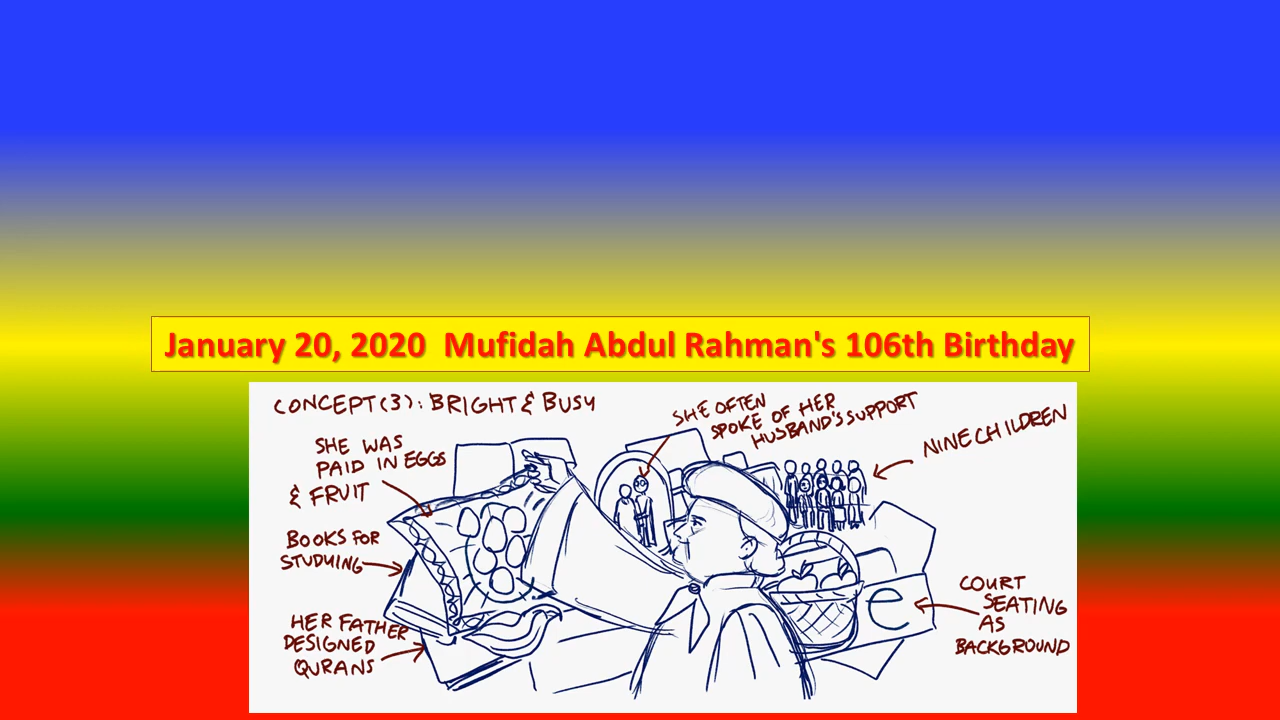 January 20, 2020  Mufidah Abdul Rahman's 106th Birthday
CONCEPT(3): BRIGHT & BUSY
SHE WAS
PAID IN EGGS
& FRUIT
BOOKS FOR
STUDYING
HER FATHER
DESIGNED
QURANS
SHE OFTEN
SPOKE OF HER
HUSBAND'S SUPPORT
NINE CHILDREN
e
COURT
SEATING
AS
BACKGROUND